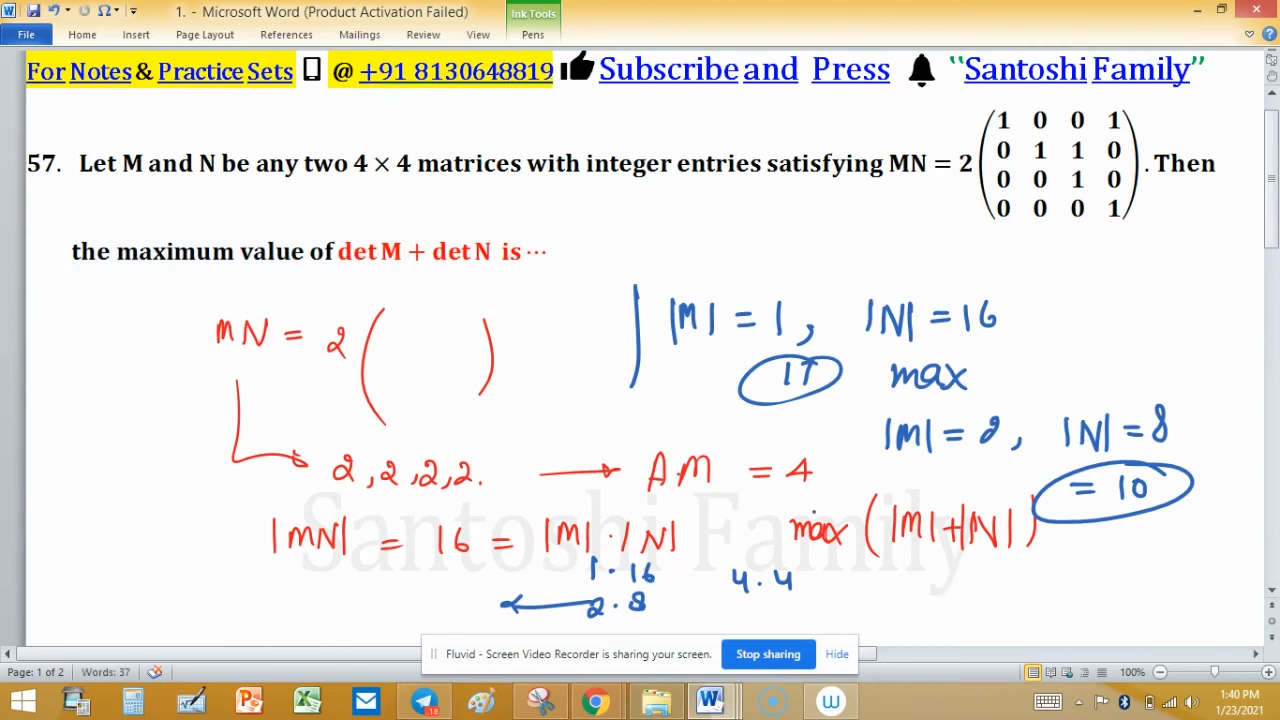 1. - Microsoft Word (Product Activation Failed)
Ink Tools
File Home Insert Page Layout References Mailings Review View Pens
For Notes & Practice Sets @ +91 8130648819 Subscribe and Press "Santoshi Family"
57. Let M and N be any two 4 × 4 matrices with integer entries satisfying MN = 2 (1 0 0 1
0 1 1 0
0 0 1 0
0 0 0 1). Then
the maximum value of det M + det N is ⋯
MN = 2 ( )
|M| = 1, |N| = 16
17 max
|M| = 2, |N| = 8
= 10
2, 2, 2, 2. → AM = 4
|MN| = 16 = |M| · |N| max (|M|+|N|)
1 · 16 4 · 4
← 2 · 8
Santoshi Family
Fluvid - Screen Video Recorder is sharing your screen. Stop sharing Hide
Page: 1 of 2 Words: 37 100%
18
1:40 PM
1/23/2021